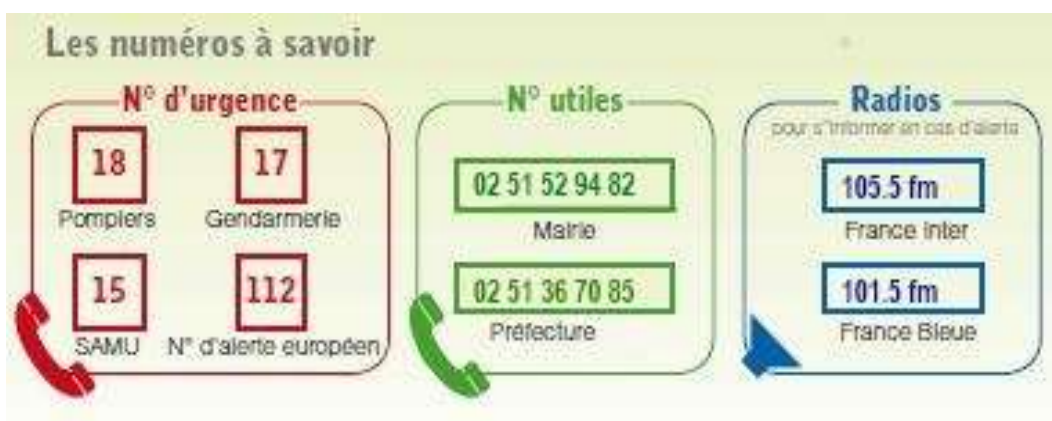 Les numéros à savoir
N° d'urgence
18
17
Pompiers
Gendarmerie
15
112
SAMU
N° d'alerte européen
N° utiles
02 51 52 94 82
Mairie
02 51 36 70 85
Préfecture
Radios
pour s'informer en cas d'alerte
105.5 fm
France Inter
101.5 fm
France Bleue